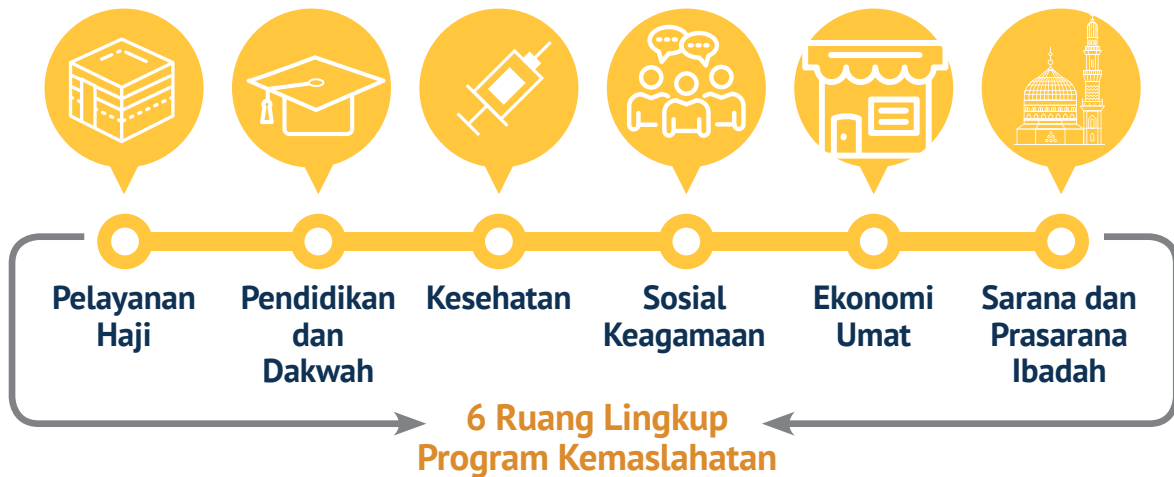 Pelayanan
Haji
Pendidikan
dan
Dakwah
Kesehatan
Sosial
Keagamaan
Ekonomi
Umat
Sarana dan
Prasarana
Ibadah
6 Ruang Lingkup
Program Kemaslahatan